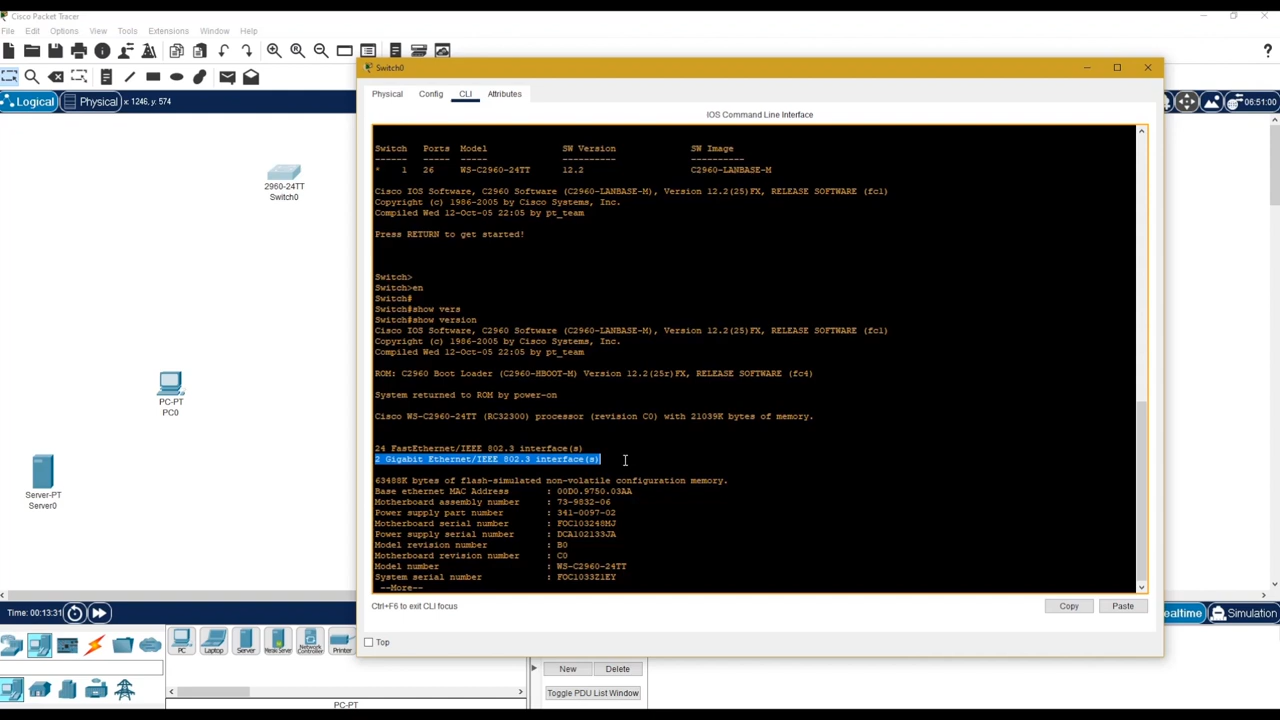 Cisco Packet Tracer
File Edit View Options Tools Extensions Window Help
Logical Physical x: 1246, y: 574
06:51:00
2960-24TT
Switch0
PC-PT
PC0
Server-PT
Server0
Switch0
Physical Config CLI Attributes
IOS Command Line Interface
Switch Ports Model SW Version SW Image
------ ----- ----- ---------- ----------
* 1 26 WS-C2960-24TT 12.2 C2960-LANBASE-M
Cisco IOS Software, C2960 Software (C2960-LANBASE-M), Version 12.2(25)FX, RELEASE SOFTWARE (fc1)
Copyright (c) 1986-2005 by Cisco Systems, Inc.
Compiled Wed 12-Oct-05 22:05 by pt_team
Press RETURN to get started!
Switch>
Switch>en
Switch#
Switch#show vers
Switch#show version
Cisco IOS Software, C2960 Software (C2960-LANBASE-M), Version 12.2(25)FX, RELEASE SOFTWARE (fc1)
Copyright (c) 1986-2005 by Cisco Systems, Inc.
Compiled Wed 12-Oct-05 22:05 by pt_team
ROM: C2960 Boot Loader (C2960-HBOOT-M) Version 12.2(25r)FX, RELEASE SOFTWARE (fc4)
System returned to ROM by power-on
Cisco WS-C2960-24TT (RC32300) processor (revision C0) with 21039K bytes of memory.
24 FastEthernet/IEEE 802.3 interface(s)
2 Gigabit Ethernet/IEEE 802.3 interface(s)
63488K bytes of flash-simulated non-volatile configuration memory.
Base ethernet MAC Address : 00D0.9750.03AA
Motherboard assembly number : 73-9832-06
Power supply part number : 341-0097-02
Motherboard serial number : FOC103248MJ
Power supply serial number : DCA102133JA
Model revision number : B0
Motherboard revision number : C0
Model number : WS-C2960-24TT
System serial number : FOC1033Z1EY
--More--
Ctrl+F6 to exit CLI focus
Copy Paste
Top
Time: 00:13:31
ealtime Simulation
PC Laptop Server Meraki Server Network Controller Printer
New Delete
Toggle PDU List Window
PC-PT